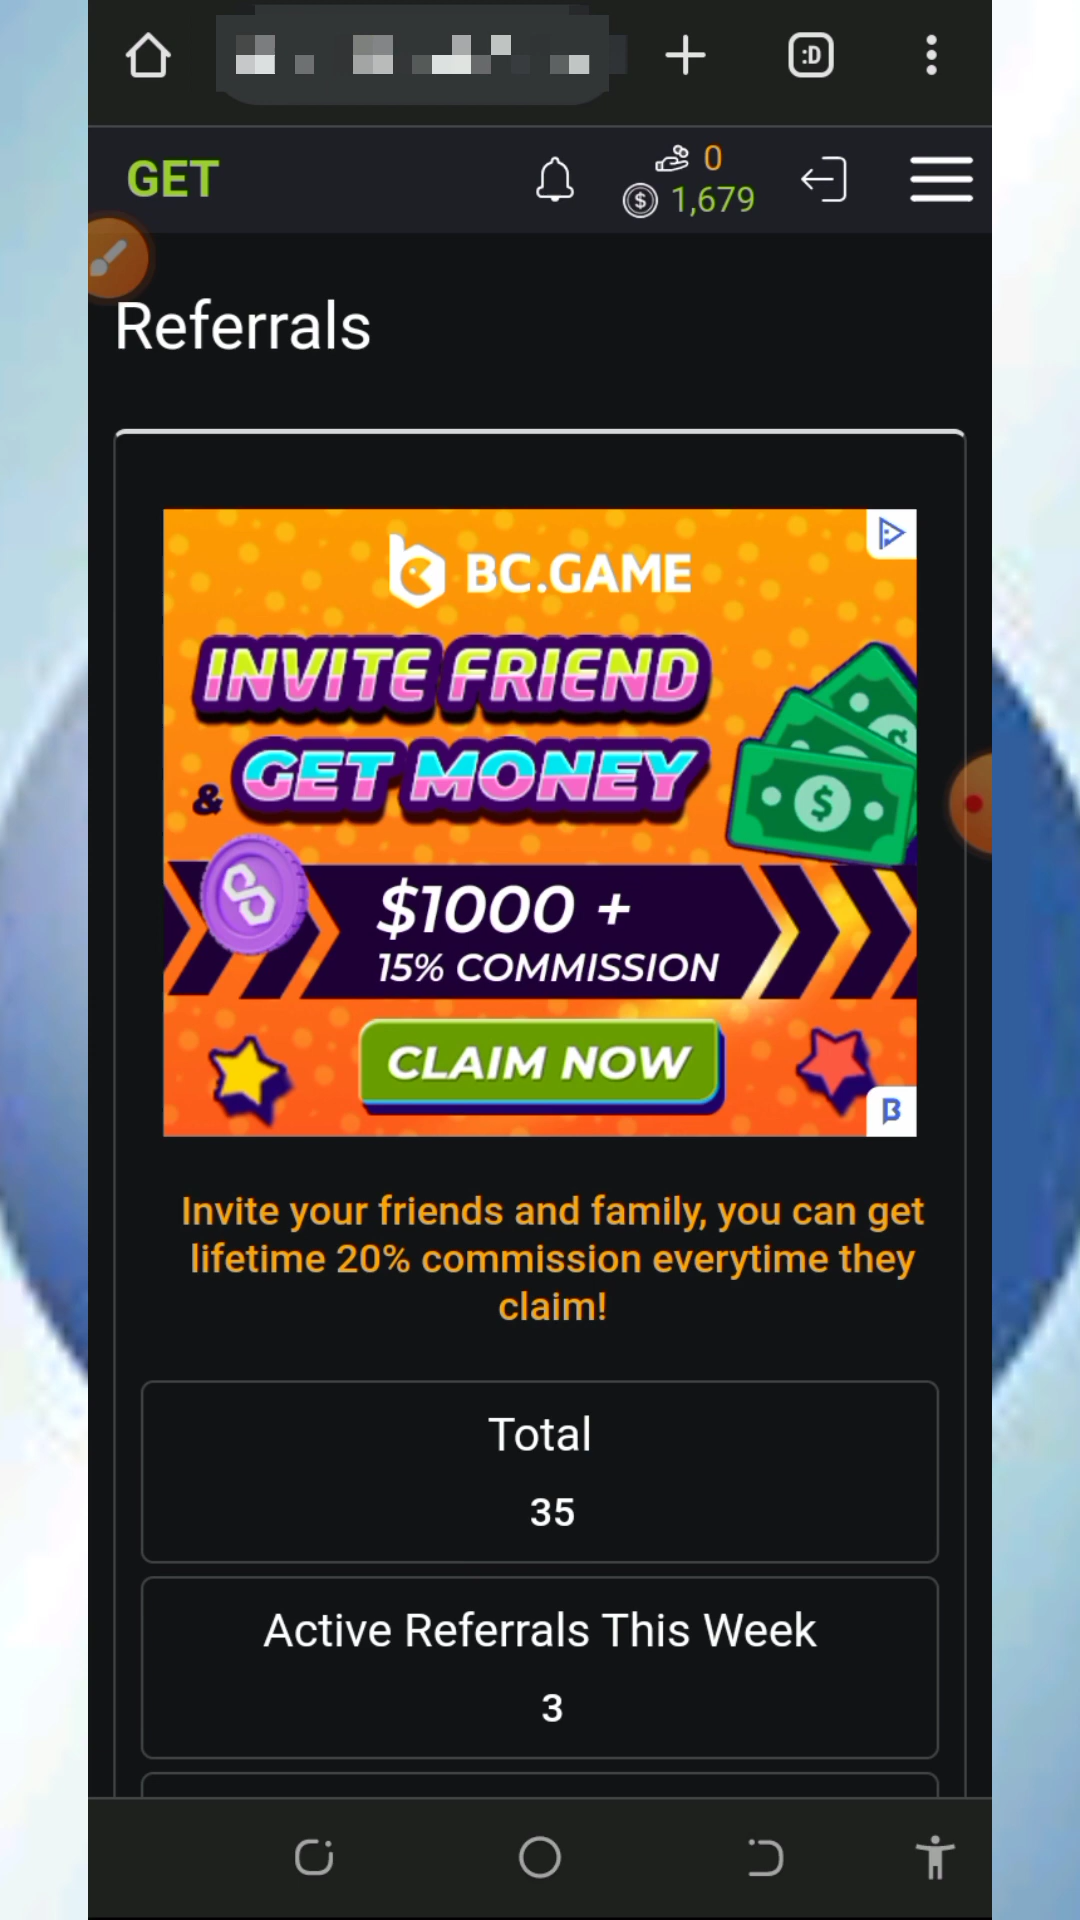 :D
GET
0
$ 1,679
Referrals
BC.GAME
INVITE FRIEND
& GET MONEY
$1000 +
15% COMMISSION
CLAIM NOW
Invite your friends and family, you can get
lifetime 20% commission everytime they
claim!
Total
35
Active Referrals This Week
3